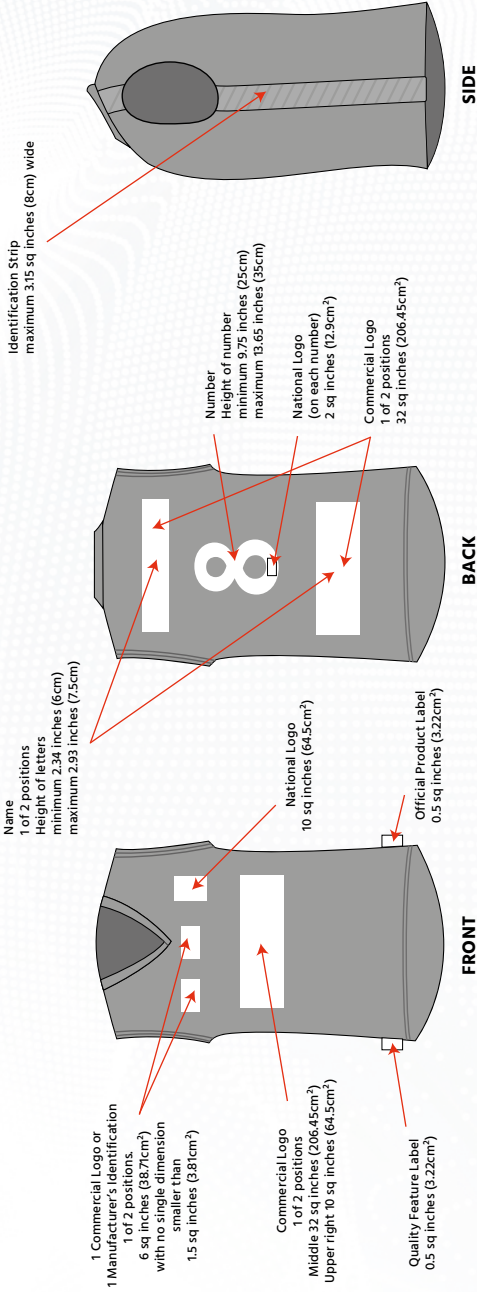 1 Commercial Logo or
1 Manufacturer's Identification
1 of 2 positions.
6 sq inches (38.71cm²)
with no single dimension
smaller than
1.5 sq inches (3.81cm²)
Commercial Logo
1 of 2 positions
Middle 32 sq inches (206.45cm²)
Upper right 10 sq inches (64.5cm²)
Quality Feature Label
0.5 sq inches (3.22cm²)
National Logo
10 sq inches (64.5cm²)
Official Product Label
0.5 sq inches (3.22cm²)
FRONT
Name
1 of 2 positions
Height of letters
minimum 2.34 inches (6cm)
maximum 2.93 inches (7.5cm)
8
Number
Height of number
minimum 9.75 inches (25cm)
maximum 13.65 inches (35cm)
National Logo
(on each number)
2 sq inches (12.9cm²)
Commercial Logo
1 of 2 positions
32 sq inches (206.45cm²)
BACK
Identification Strip
maximum 3.15 sq inches (8cm) wide
SIDE